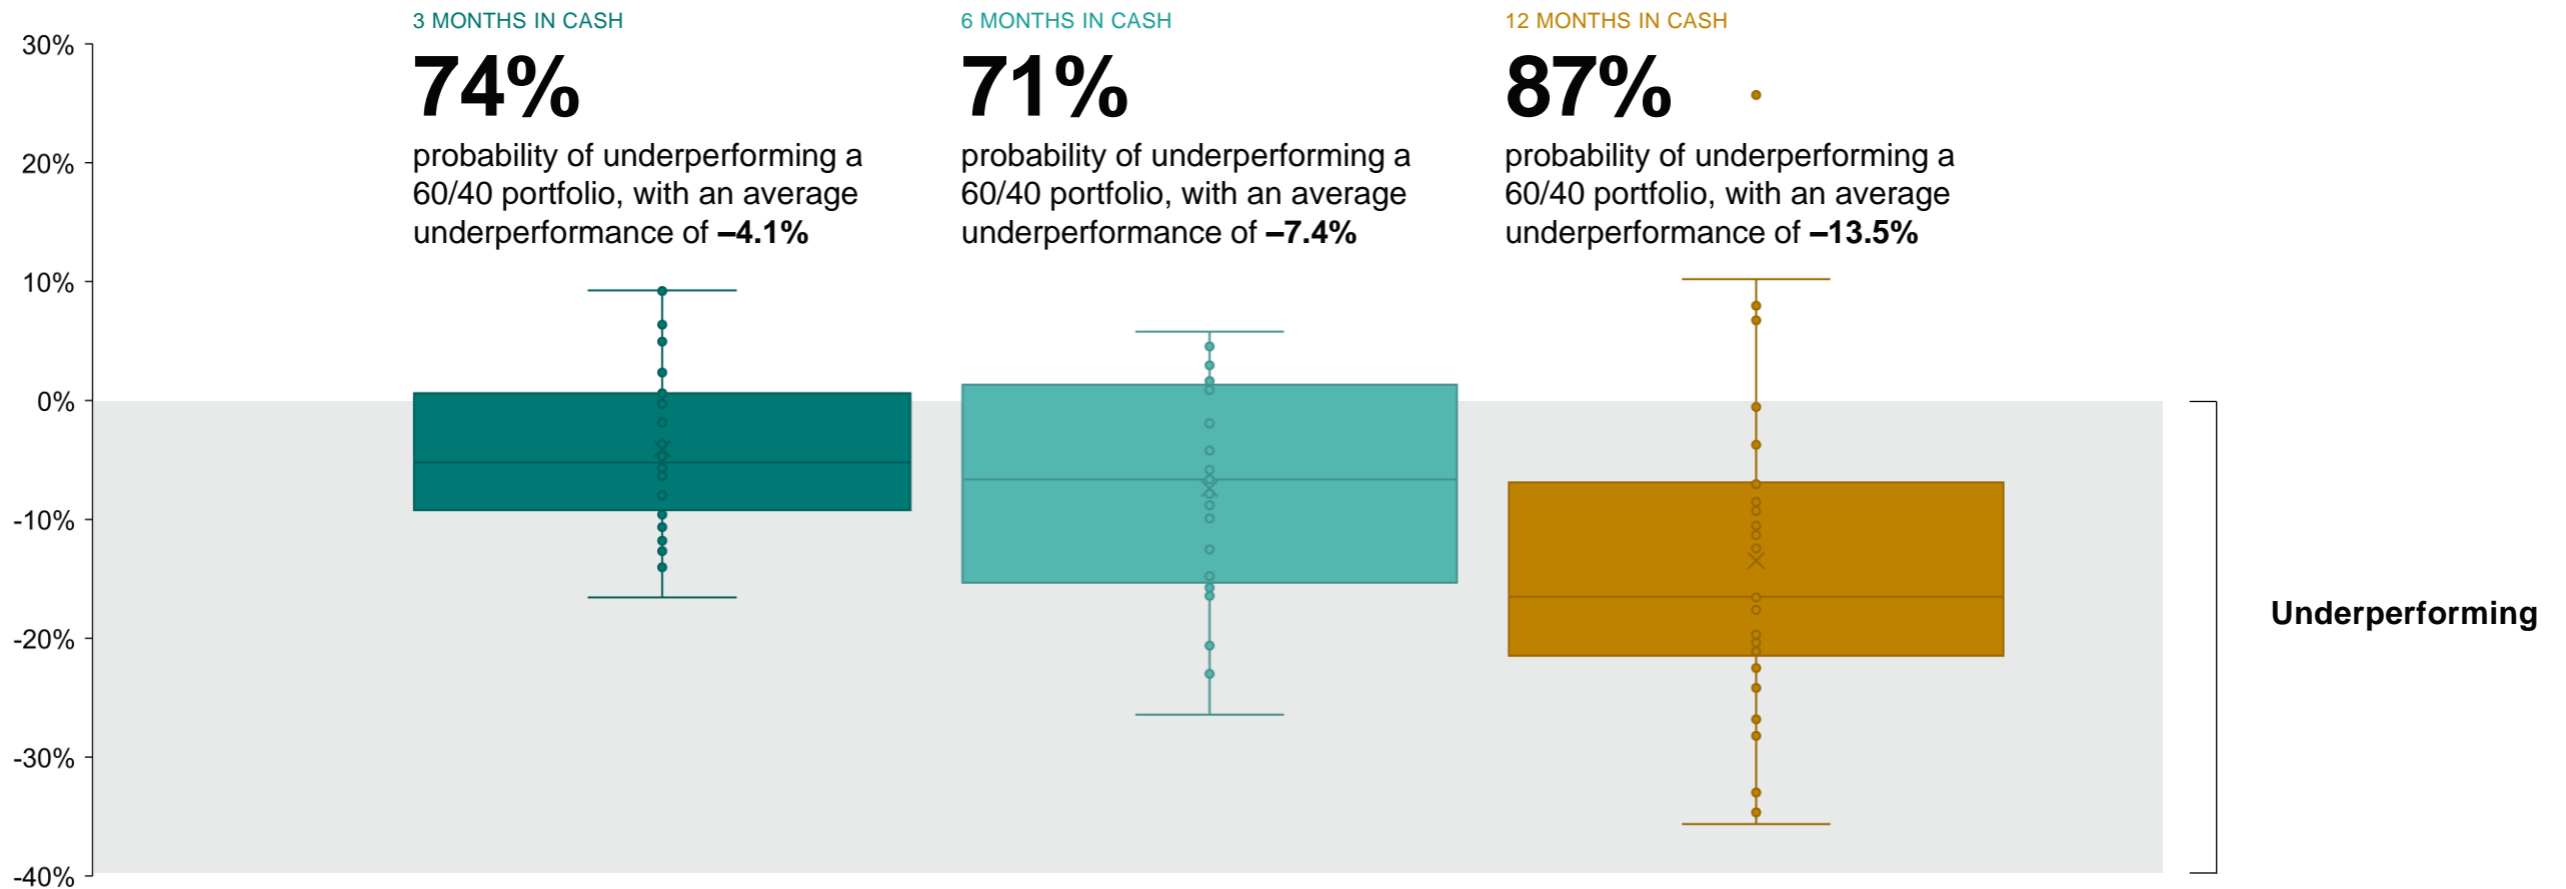 3 MONTHS IN CASH
74%
probability of underperforming a
60/40 portfolio, with an average
underperformance of –4.1%
6 MONTHS IN CASH
71%
probability of underperforming a
60/40 portfolio, with an average
underperformance of –7.4%
12 MONTHS IN CASH
87%
probability of underperforming a
60/40 portfolio, with an average
underperformance of –13.5%
30%
20%
10%
0%
-10%
-20%
-30%
-40%
Underperforming